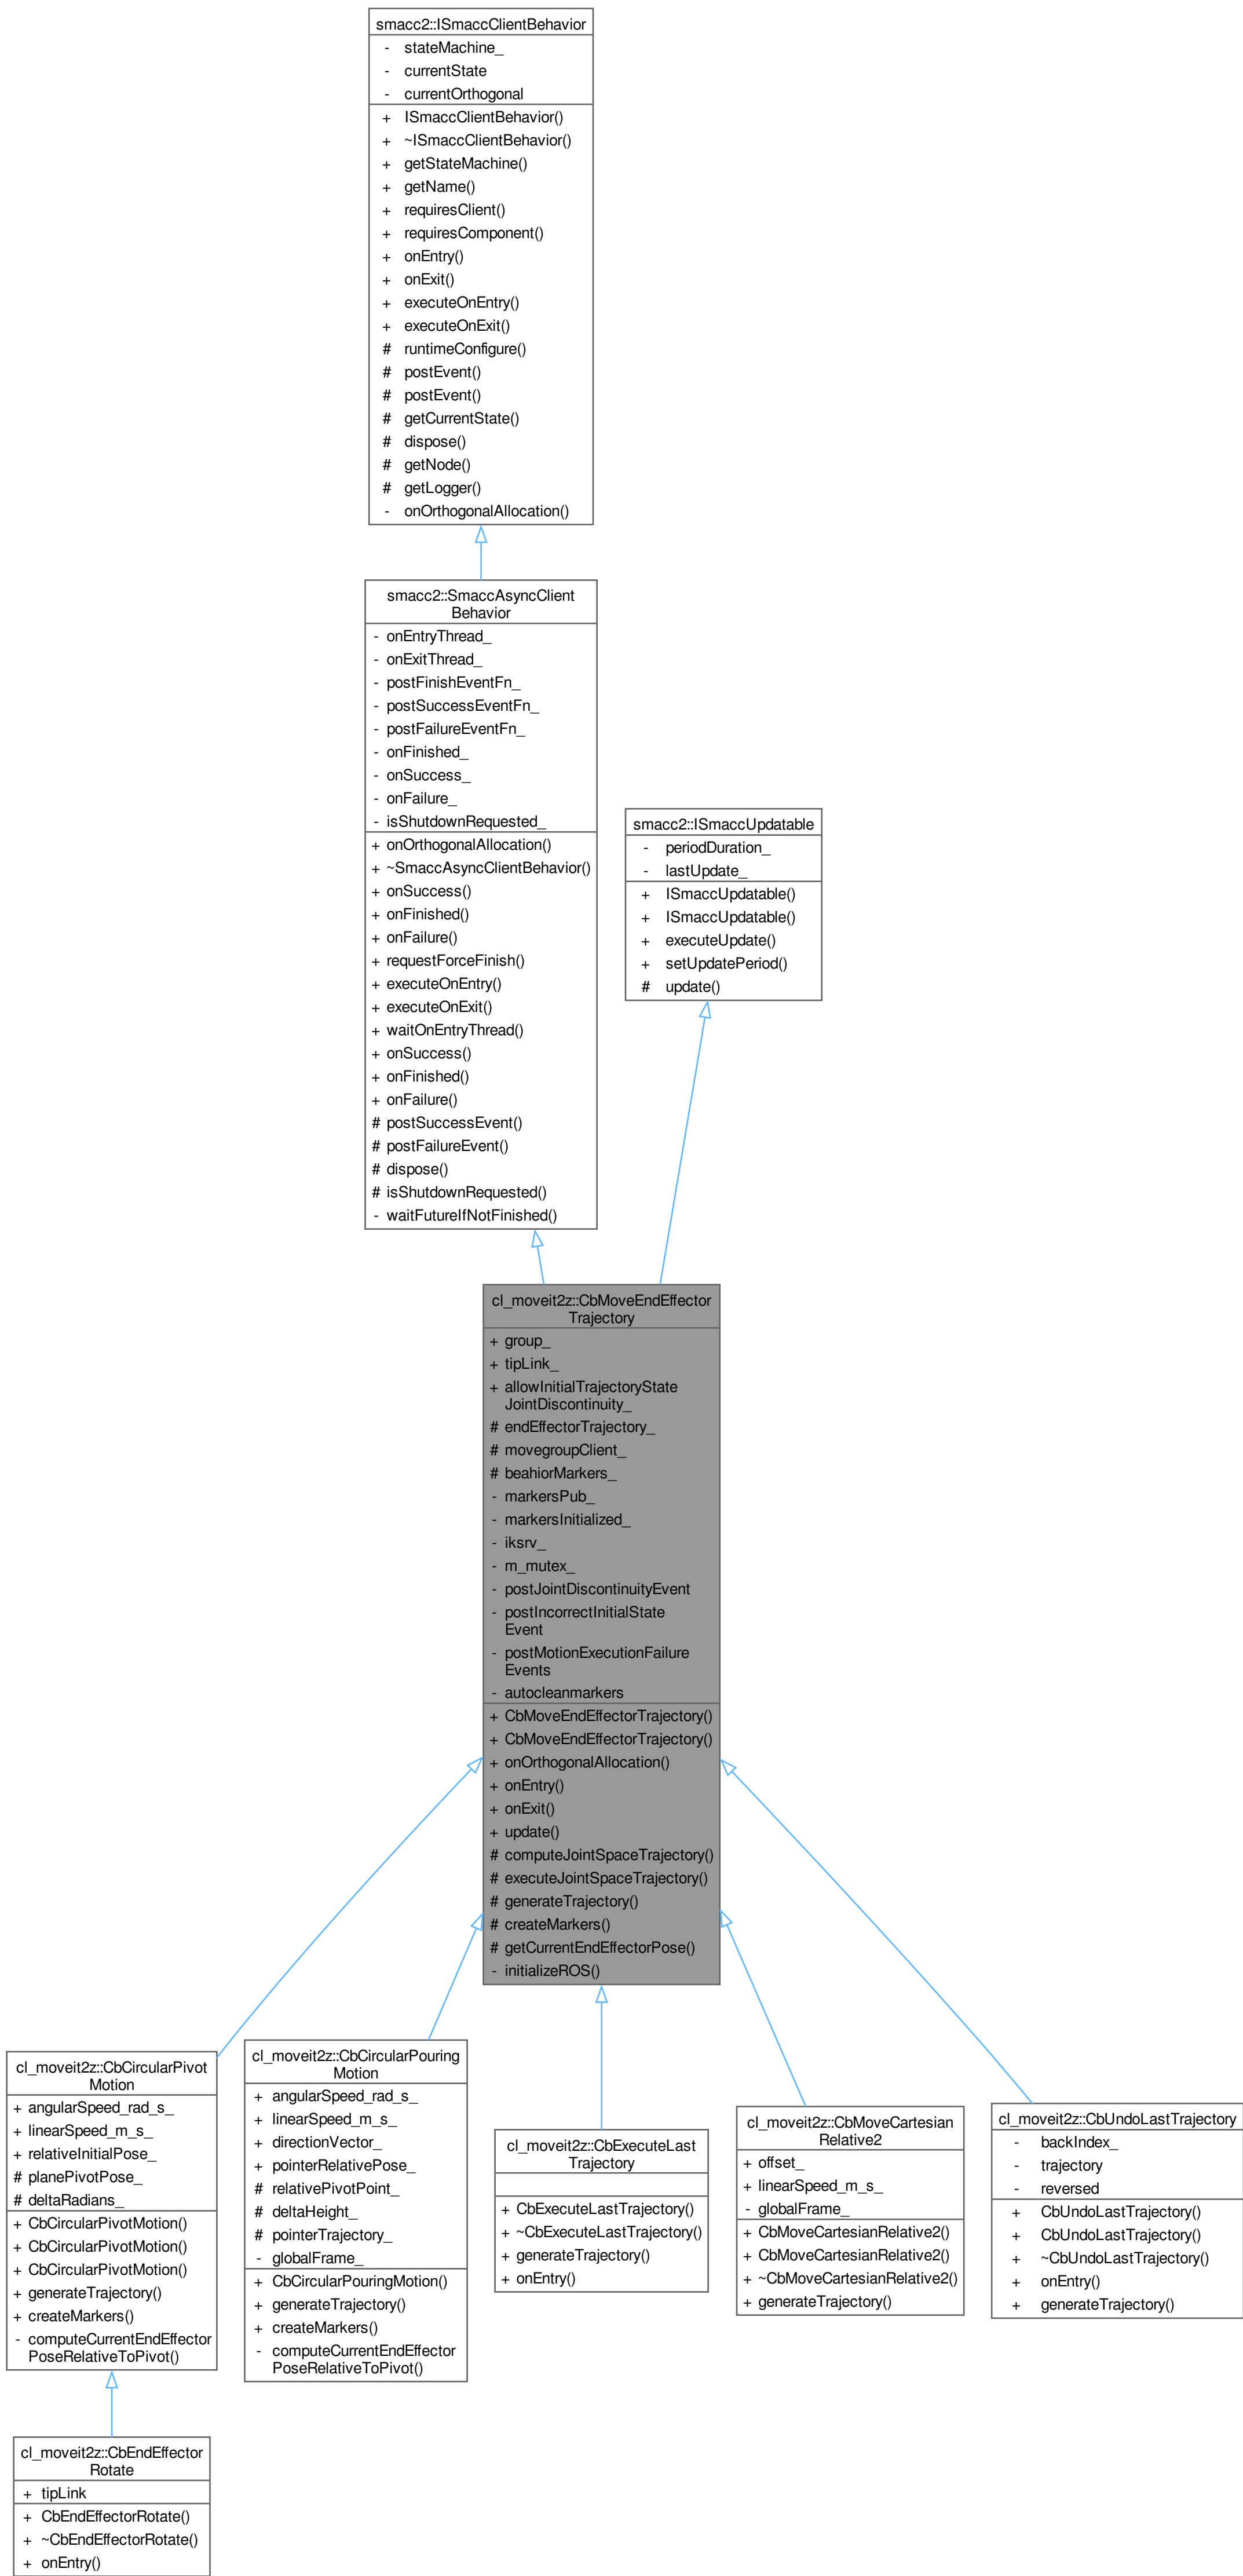 smacc2::ISmaccClientBehavior
- stateMachine_
- currentState
- currentOrthogonal
+ ISmaccClientBehavior()
+ ~ISmaccClientBehavior()
+ getStateMachine()
+ getName()
+ requiresClient()
+ requiresComponent()
+ onEntry()
+ onExit()
+ executeOnEntry()
+ executeOnExit()
# runtimeConfigure()
# postEvent()
# postEvent()
# getCurrentState()
# dispose()
# getNode()
# getLogger()
- onOrthogonalAllocation()
smacc2::SmaccAsyncClient
Behavior
- onEntryThread_
- onExitThread_
- postFinishEventFn_
- postSuccessEventFn_
- postFailureEventFn_
- onFinished_
- onSuccess_
- onFailure_
- isShutdownRequested_
+ onOrthogonalAllocation()
+ ~SmaccAsyncClientBehavior()
+ onSuccess()
+ onFinished()
+ onFailure()
+ requestForceFinish()
+ executeOnEntry()
+ executeOnExit()
+ waitOnEntryThread()
+ onSuccess()
+ onFinished()
+ onFailure()
# postSuccessEvent()
# postFailureEvent()
# dispose()
# isShutdownRequested()
- waitFutureIfNotFinished()
smacc2::ISmaccUpdatable
- periodDuration_
- lastUpdate_
+ ISmaccUpdatable()
+ ISmaccUpdatable()
+ executeUpdate()
+ setUpdatePeriod()
# update()
cl_moveit2z::CbMoveEndEffector
Trajectory
+ group_
+ tipLink_
+ allowInitialTrajectoryState
JointDiscontinuity_
# endEffectorTrajectory_
# movegroupClient_
# beahiorMarkers_
- markersPub_
- markersInitialized_
- iksrv_
- m_mutex_
- postJointDiscontinuityEvent
- postIncorrectInitialState
Event
- postMotionExecutionFailure
Events
- autocleanmarkers
+ CbMoveEndEffectorTrajectory()
+ CbMoveEndEffectorTrajectory()
+ onOrthogonalAllocation()
+ onEntry()
+ onExit()
+ update()
# computeJointSpaceTrajectory()
# executeJointSpaceTrajectory()
# generateTrajectory()
# createMarkers()
# getCurrentEndEffectorPose()
- initializeROS()
cl_moveit2z::CbCircularPivot
Motion
+ angularSpeed_rad_s_
+ linearSpeed_m_s_
+ relativeInitialPose_
# planePivotPose_
# deltaRadians_
+ CbCircularPivotMotion()
+ CbCircularPivotMotion()
+ CbCircularPivotMotion()
+ generateTrajectory()
+ createMarkers()
- computeCurrentEndEffector
PoseRelativeToPivot()
cl_moveit2z::CbCircularPouring
Motion
+ angularSpeed_rad_s_
+ linearSpeed_m_s_
+ directionVector_
+ pointerRelativePose_
# relativePivotPoint_
# deltaHeight_
# pointerTrajectory_
- globalFrame_
+ CbCircularPouringMotion()
+ generateTrajectory()
+ createMarkers()
- computeCurrentEndEffector
PoseRelativeToPivot()
cl_moveit2z::CbExecuteLast
Trajectory
+ CbExecuteLastTrajectory()
+ ~CbExecuteLastTrajectory()
+ generateTrajectory()
+ onEntry()
cl_moveit2z::CbMoveCartesian
Relative2
+ offset_
+ linearSpeed_m_s_
- globalFrame_
+ CbMoveCartesianRelative2()
+ CbMoveCartesianRelative2()
+ ~CbMoveCartesianRelative2()
+ generateTrajectory()
cl_moveit2z::CbUndoLastTrajectory
- backIndex_
- trajectory
- reversed
+ CbUndoLastTrajectory()
+ CbUndoLastTrajectory()
+ ~CbUndoLastTrajectory()
+ onEntry()
+ generateTrajectory()
cl_moveit2z::CbEndEffector
Rotate
+ tipLink
+ CbEndEffectorRotate()
+ ~CbEndEffectorRotate()
+ onEntry()